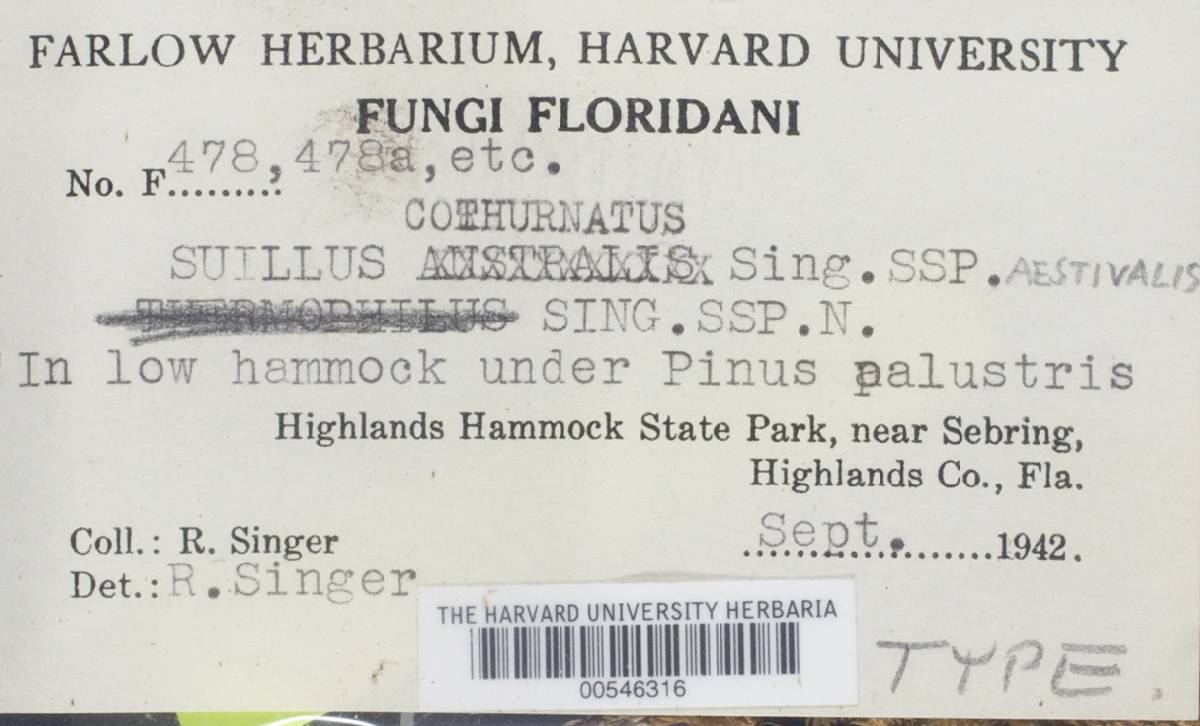 FARLOW HERBARIUM, HARVARD UNIVERSITY
FUNGI FLORIDANI
No. F 478, 478a, etc.
COTHURNATUS
SUILLUS AUSTRALIS Sing. SSP. AESTIVALIS
THERMOPHILUS SING. SSP. N.
In low hammock under Pinus palustris
Highlands Hammock State Park, near Sebring,
Highlands Co., Fla.
Coll.: R. Singer
Sept. 1942.
Det.: R. Singer
THE HARVARD UNIVERSITY HERBARIA
00546316
TYPE.